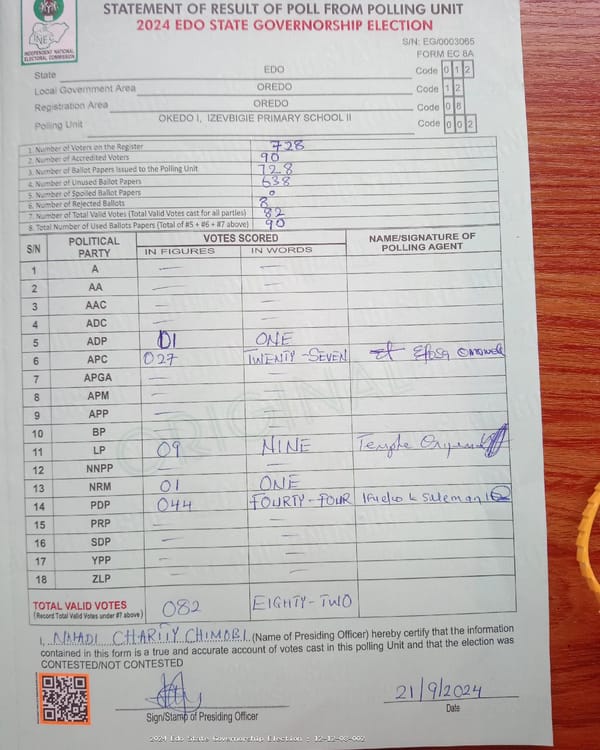 STATEMENT OF RESULT OF POLL FROM POLLING UNIT
2024 EDO STATE GOVERNORSHIP ELECTION
INEC
INDEPENDENT NATIONAL ELECTORAL COMMISSION
S/N: EG/0003065
FORM EC 8A
State EDO Code 0 1 2
Local Government Area OREDO Code 1 2
Registration Area OREDO Code 0 8
Polling Unit OKEDO I, IZEVBIGIE PRIMARY SCHOOL II Code 0 0 2
1. Number of Voters on the Register 728
2. Number of Accredited Voters 90
3. Number of Ballot Papers Issued to the Polling Unit 728
4. Number of Unused Ballot Papers 638
5. Number of Spoiled Ballot Papers 0
6. Number of Rejected Ballots 8
7. Number of Total Valid Votes (Total Valid Votes cast for all parties) 82
8. Total Number of Used Ballots Papers (Total of #5 + #6 + #7 above) 90
S/N POLITICAL PARTY VOTES SCORED NAME/SIGNATURE OF POLLING AGENT
IN FIGURES IN WORDS
1 A — —
2 AA — —
3 AAC — —
4 ADC — —
5 ADP 01 ONE
6 APC 027 TWENTY-SEVEN Efosa
7 APGA — —
8 APM — —
9 APP — —
10 BP — —
11 LP 09 NINE Temple
12 NNPP — —
13 NRM 01 ONE
14 PDP 044 FOURTY-FOUR
15 PRP — —
16 SDP — —
17 YPP — —
18 ZLP — —
ORIGINAL
TOTAL VALID VOTES 082 EIGHTY-TWO
(Record Total Valid Votes under #7 above)
I, CHARITY CHIMOBI (Name of Presiding Officer) hereby certify that the information
contained in this form is a true and accurate account of votes cast in this polling Unit and that the election was
CONTESTED/NOT CONTESTED
21/9/2024
Sign/Stamp of Presiding Officer Date
2024 Edo State Governorship Election : 12-12-08-002